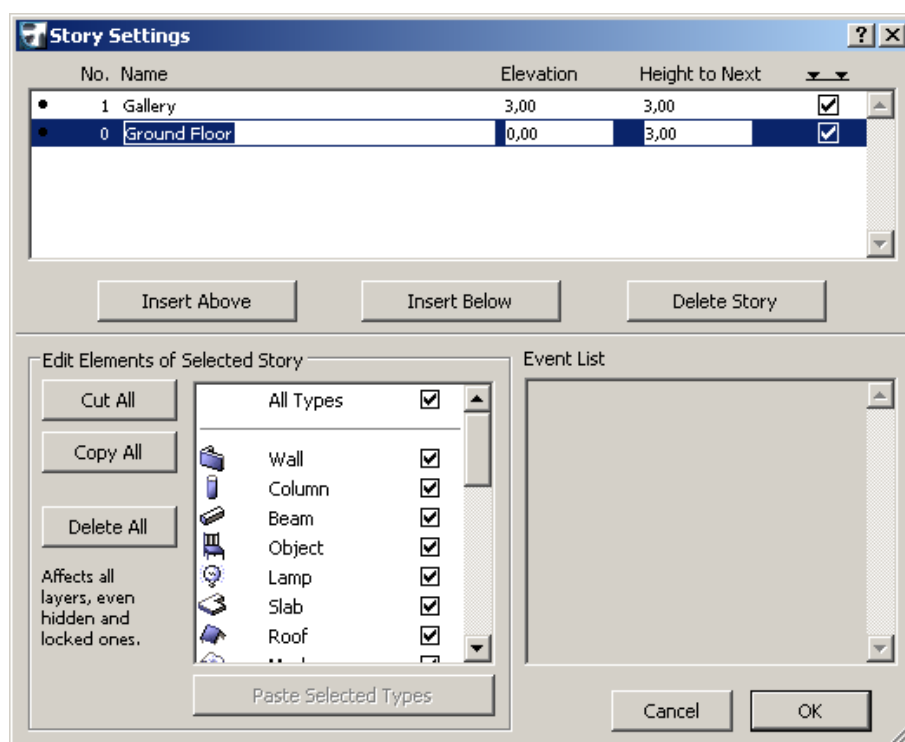 Story Settings
No. Name Elevation Height to Next
1 Gallery 3,00 3,00
0 Ground Floor 0,00 3,00
Insert Above Insert Below Delete Story
Edit Elements of Selected Story Event List
Cut All
All Types
Copy All
Wall
Column
Delete All
Beam
Object
Affects all
layers, even
hidden and
locked ones.
Lamp
Slab
Roof
Paste Selected Types
Cancel OK